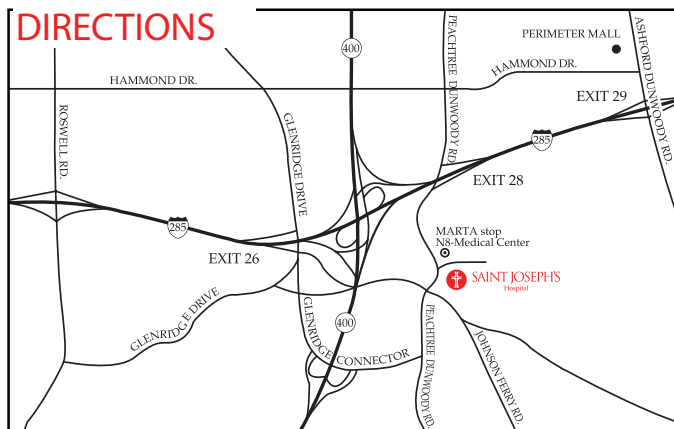 DIRECTIONS
400
PEACHTREE DUNWOODY RD.
ASHFORD DUNWOODY RD.
PERIMETER MALL
HAMMOND DR.
HAMMOND DR.
EXIT 29
ROSWELL RD.
GLENRIDGE DRIVE
285
EXIT 28
285
MARTA stop
N8-Medical Center
EXIT 26
SAINT JOSEPH'S
Hospital
GLENRIDGE DRIVE
400
GLENRIDGE CONNECTOR
PEACHTREE DUNWOODY RD.
JOHNSON FERRY RD.